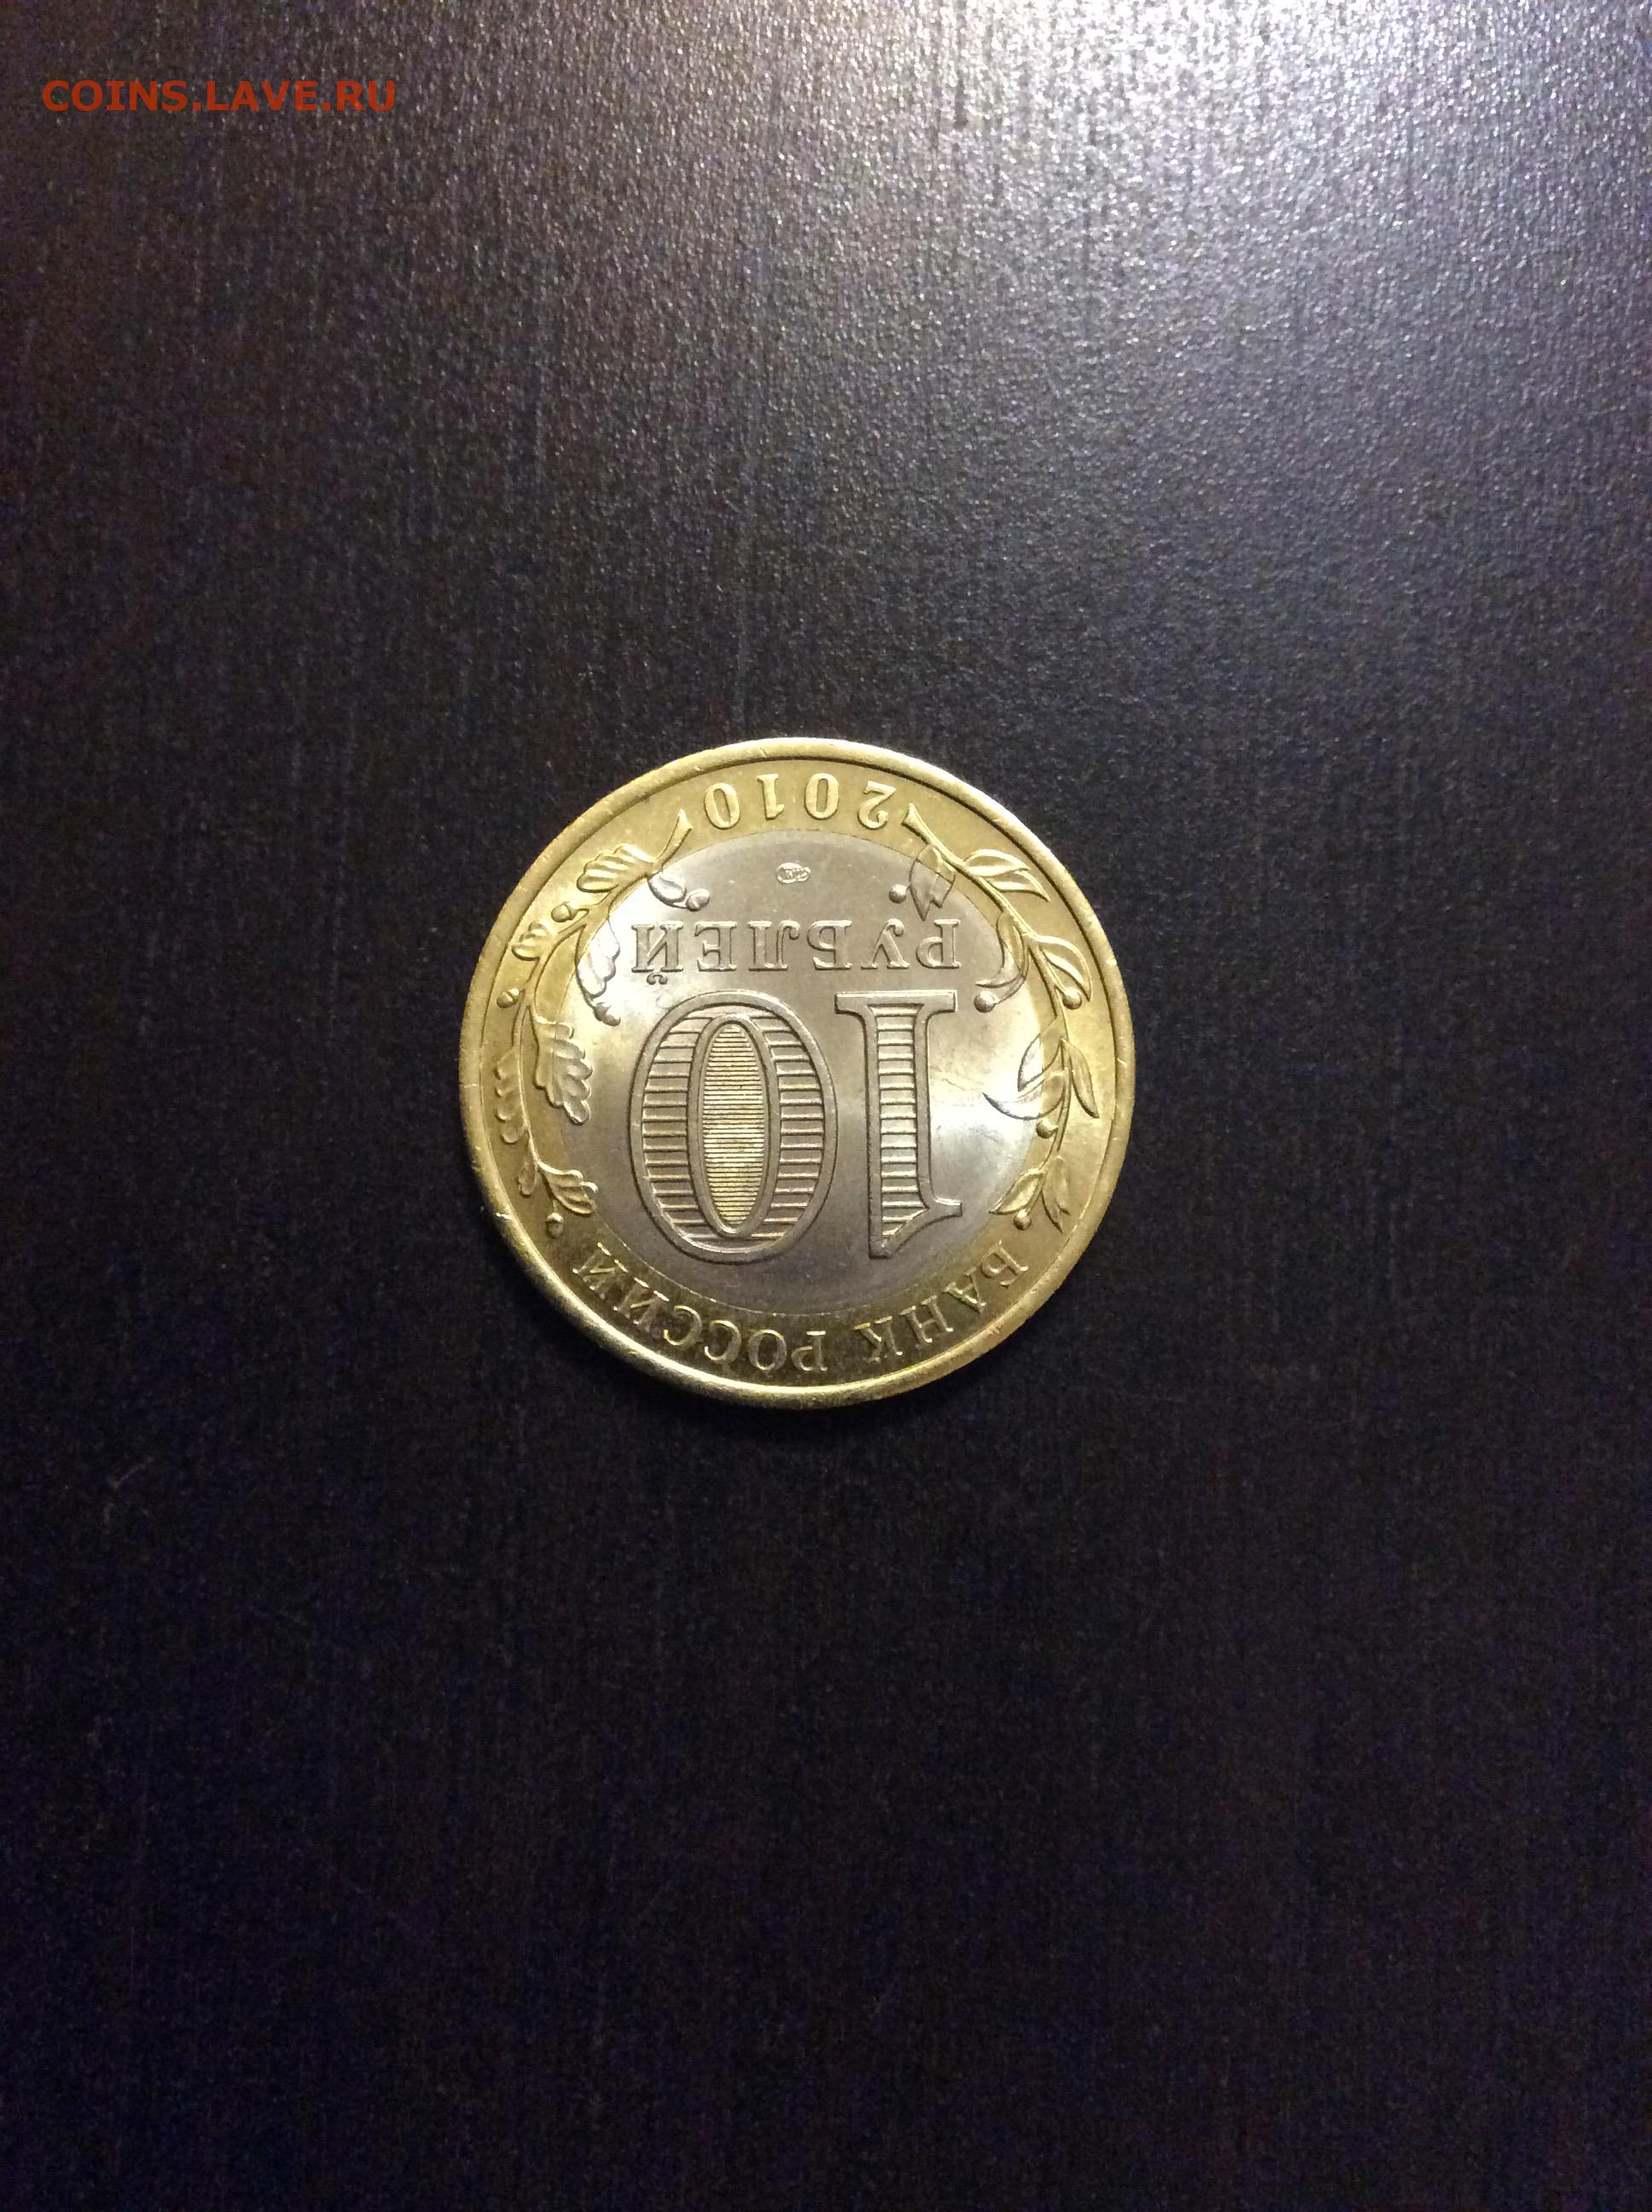 COINS.LAVE.RU
БАНК РОССИИ
10
РУБЛЕЙ
2010